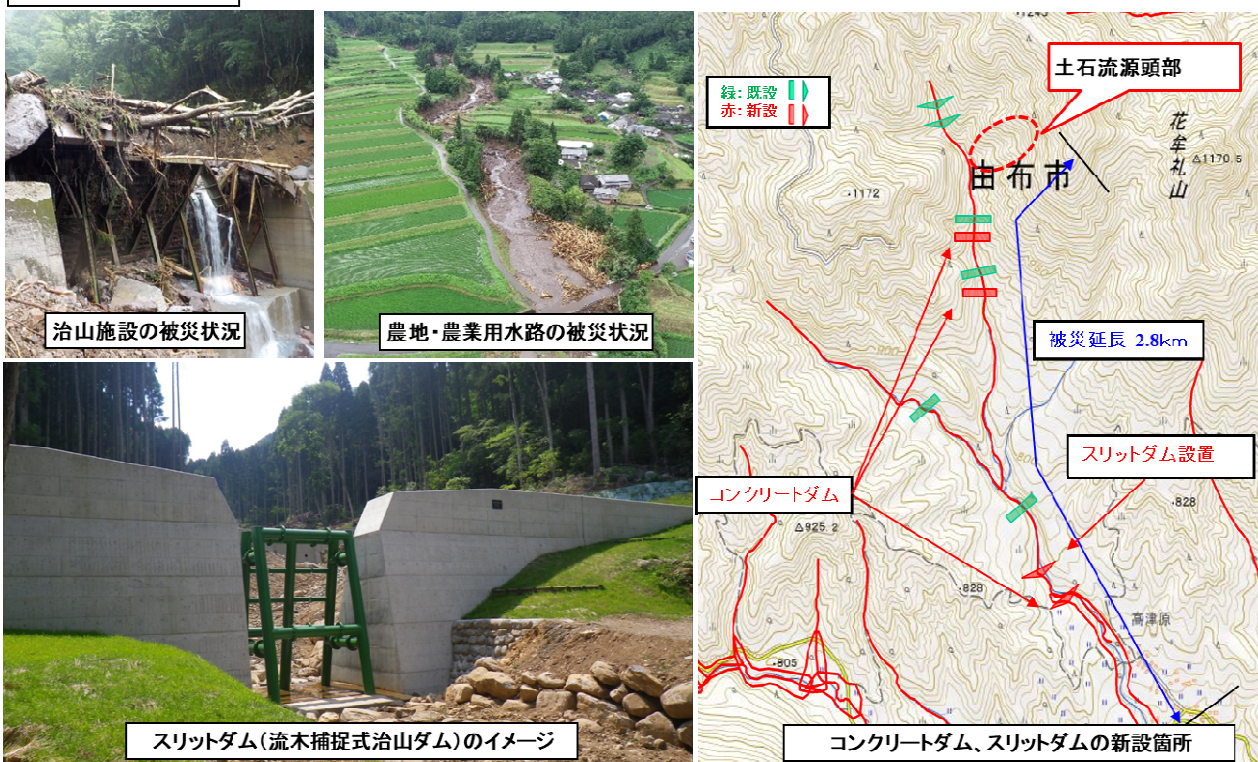 治山施設の被災状況
農地・農業用水路の被災状況
スリットダム(流木捕捉式治山ダム)のイメージ
緑:既設
赤:新設
土石流源頭部
花牟礼山
△1170.5
・1172
由布市
被災延長 2.8km
スリットダム設置
コンクリートダム
△925.2
・828
・828
高津原
・805
コンクリートダム、スリットダムの新設箇所